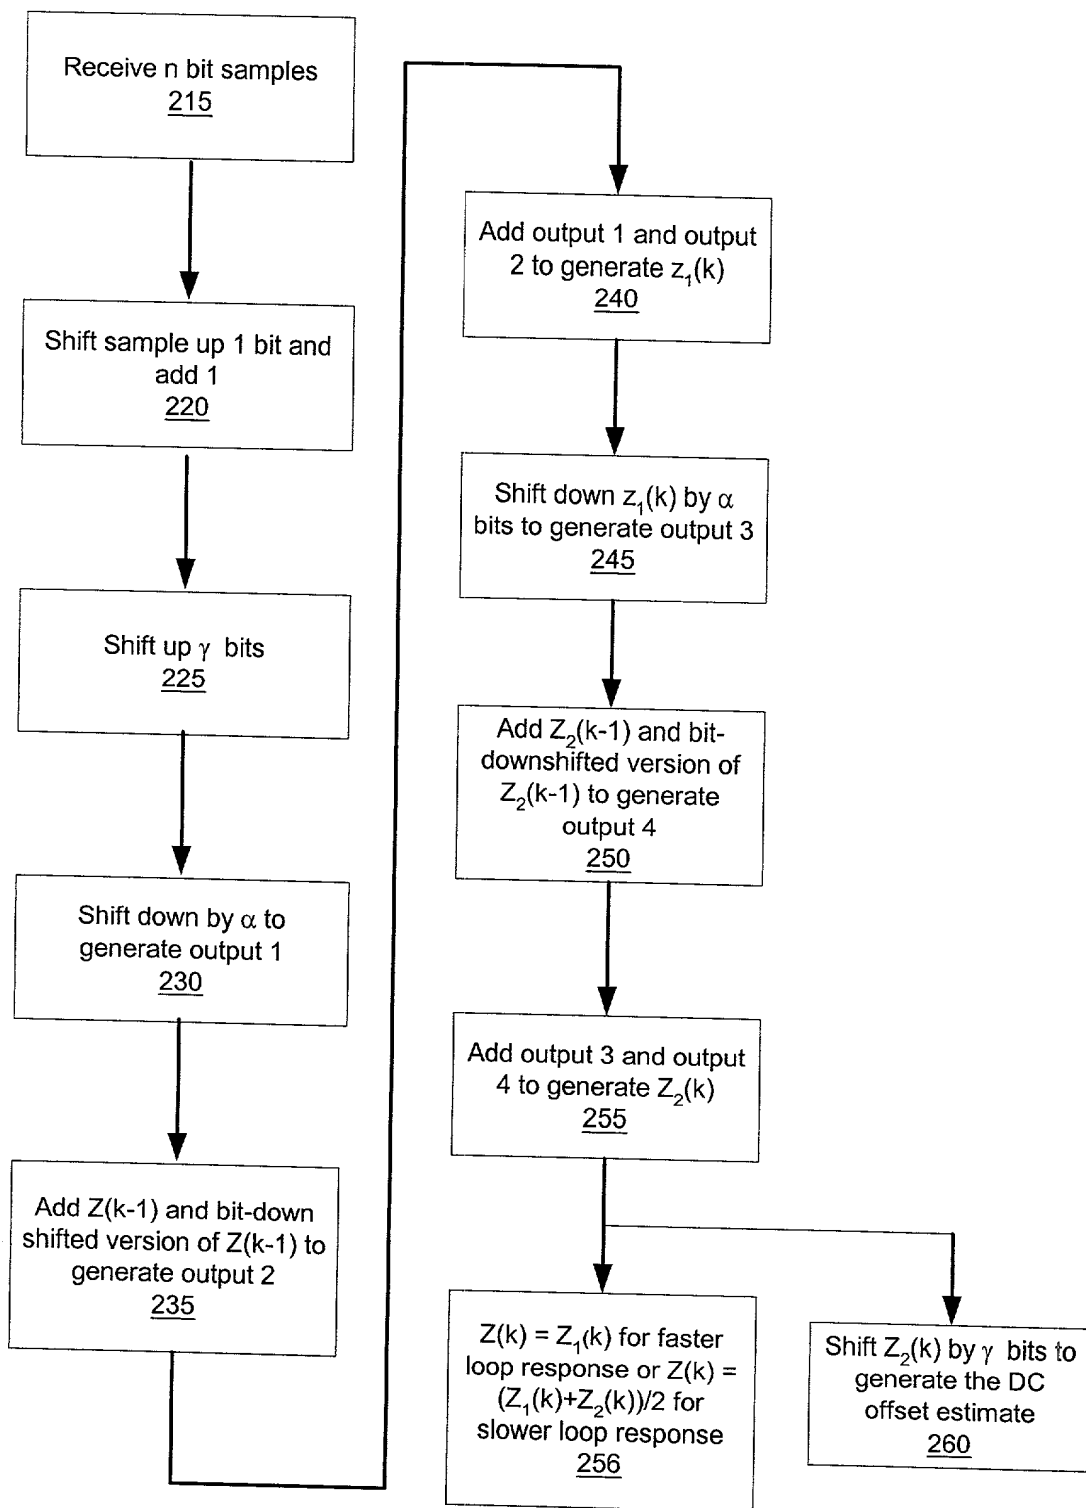 Receive n bit samples
215
Shift sample up 1 bit and
add 1
220
Shift up γ bits
225
Shift down by α to
generate output 1
230
Add Z(k-1) and bit-down
shifted version of Z(k-1) to
generate output 2
235
Add output 1 and output
2 to generate z₁(k)
240
Shift down z₁(k) by α
bits to generate output 3
245
Add Z₂(k-1) and bit-
downshifted version of
Z₂(k-1) to generate
output 4
250
Add output 3 and output
4 to generate Z₂(k)
255
Z(k) = Z₁(k) for faster
loop response or Z(k) =
(Z₁(k)+Z₂(k))/2 for
slower loop response
256
Shift Z₂(k) by γ bits to
generate the DC
offset estimate
260